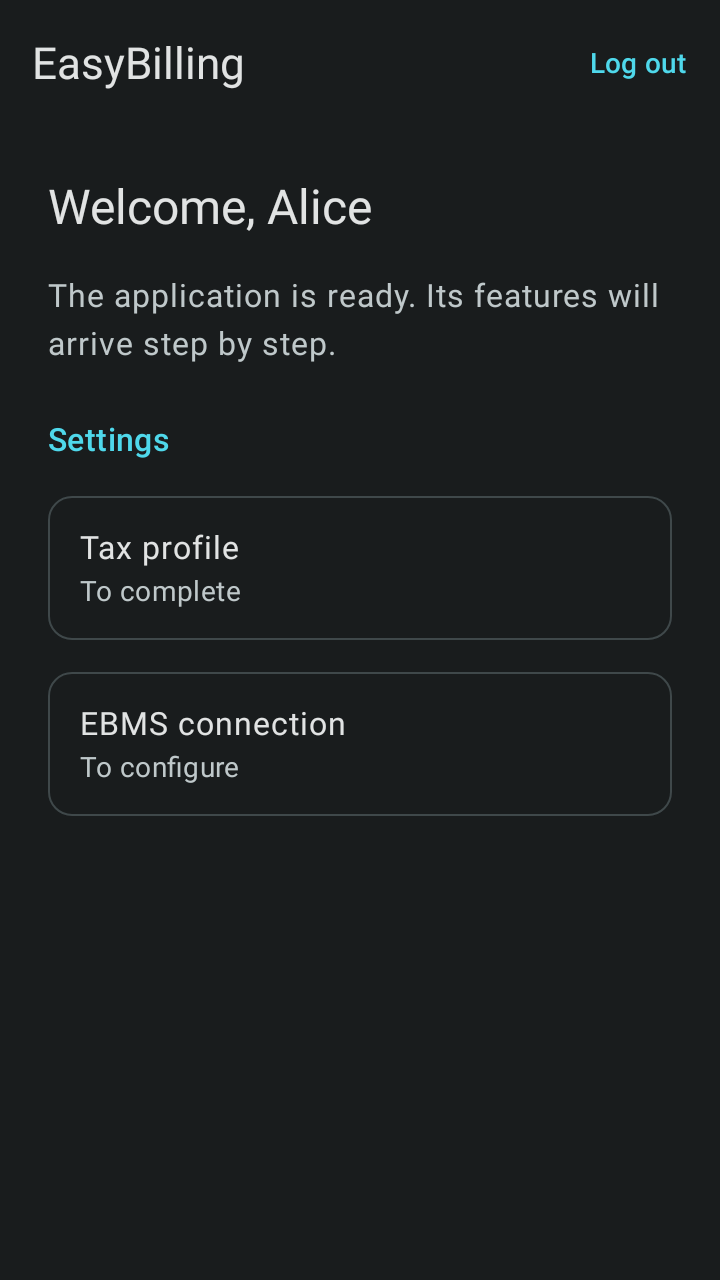 EasyBilling
Log out
Welcome, Alice
The application is ready. Its features will
arrive step by step.
Settings
Tax profile
To complete
EBMS connection
To configure